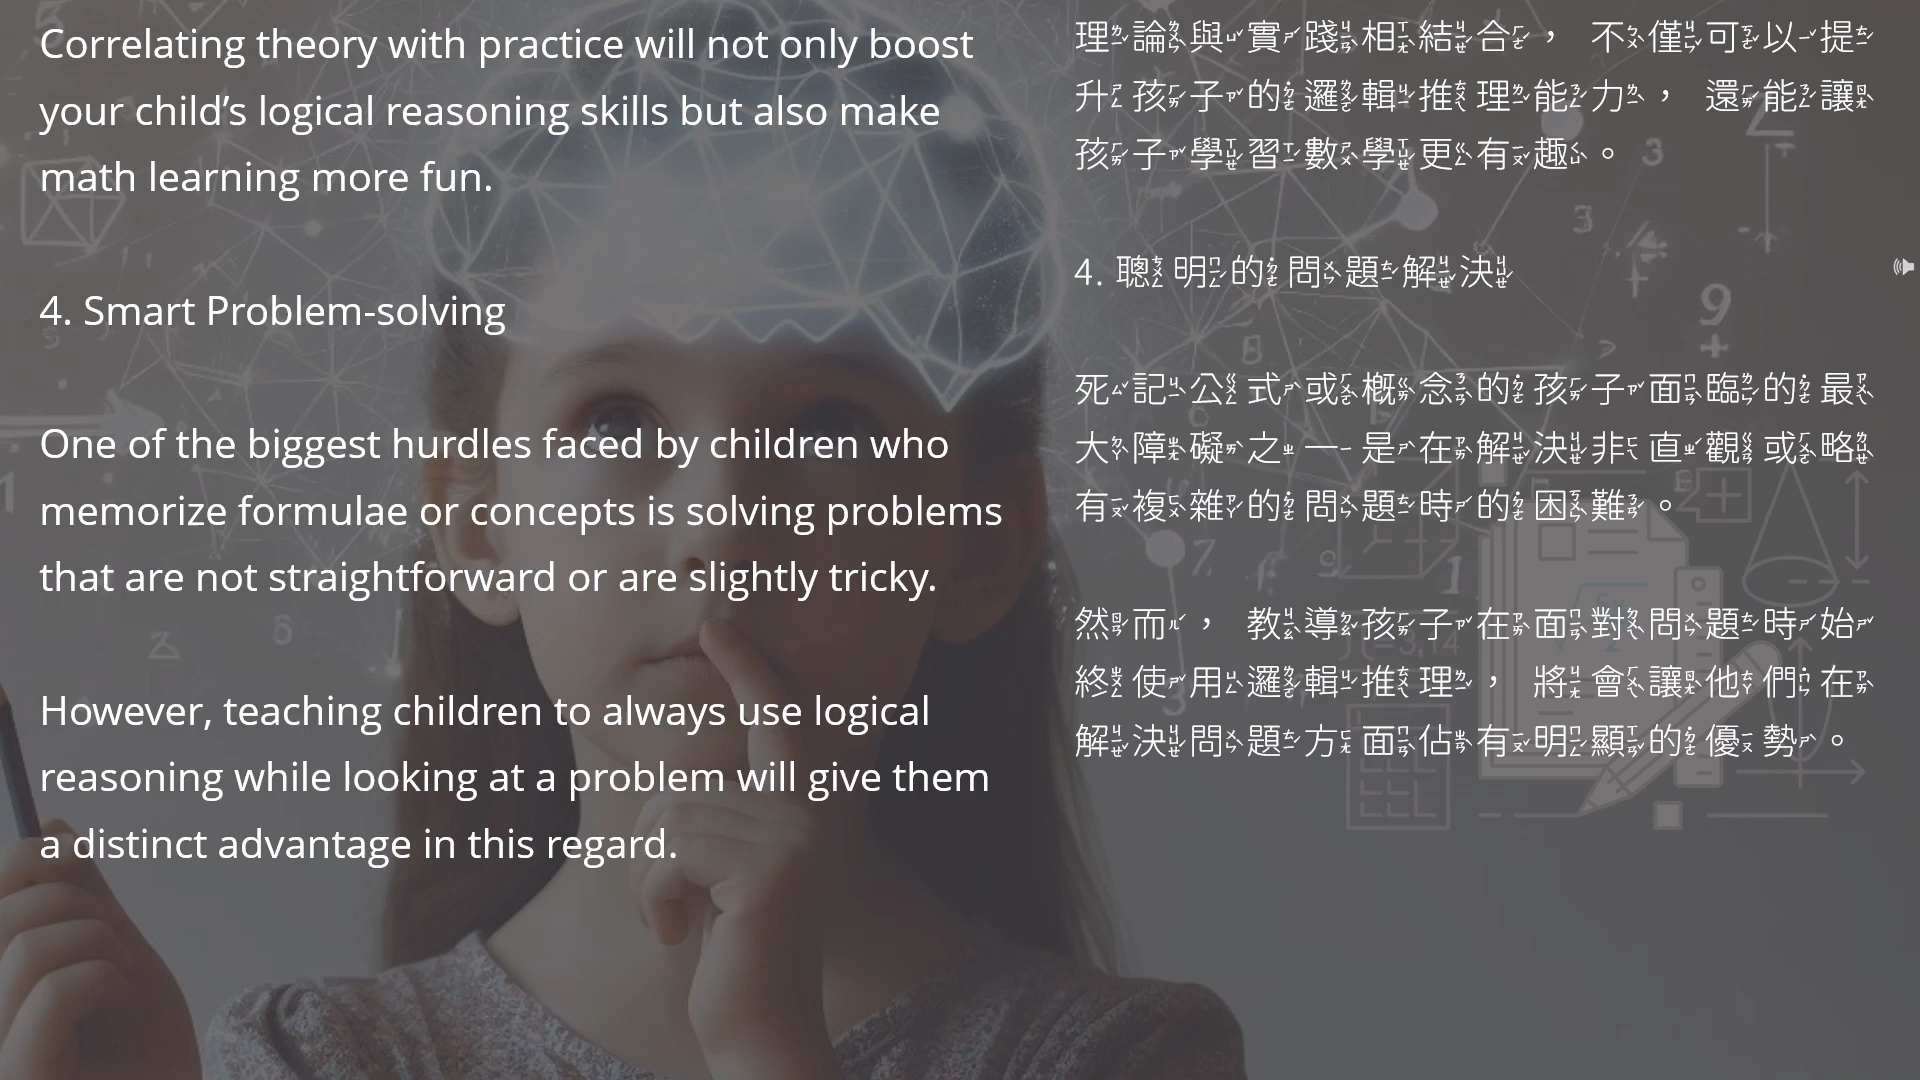 Correlating theory with practice will not only boost
your child’s logical reasoning skills but also make
math learning more fun.
4. Smart Problem-solving
One of the biggest hurdles faced by children who
memorize formulae or concepts is solving problems
that are not straightforward or are slightly tricky.
However, teaching children to always use logical
reasoning while looking at a problem will give them
a distinct advantage in this regard.
理論與實踐相結合， 不僅可以提
升孩子的邏輯推理能力， 還能讓
孩子學習數學更有趣。
4. 聰明的問題解決
死記公式或概念的孩子面臨的最
大障礙之一是在解決非直觀或略
有複雜的問題時的困難。
然而， 教導孩子在面對問題時始
終使用邏輯推理， 將會讓他們在
解決問題方面佔有明顯的優勢。